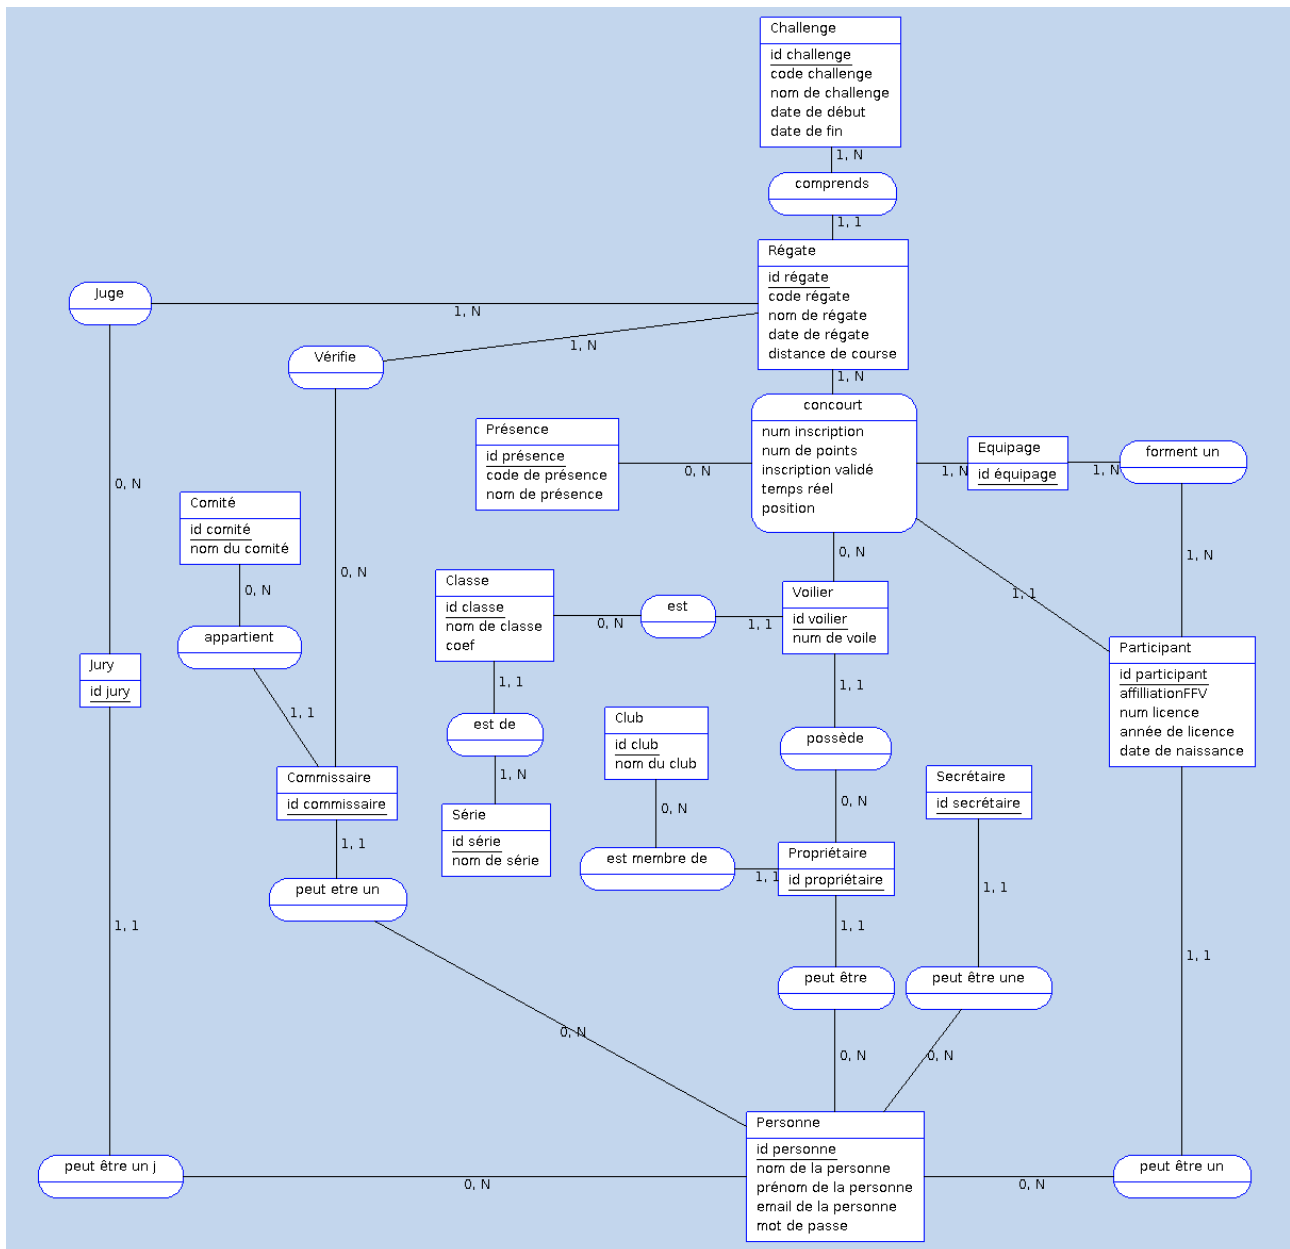 Challenge
id challenge
code challenge
nom de challenge
date de début
date de fin
1, N
comprends
1, 1
Régate
id régate
code régate
nom de régate
date de régate
distance de course
Juge
1, N
Vérifie
1, N
1, N
concourt
num inscription
num de points
inscription validé
temps réel
position
Présence
id présence
code de présence
nom de présence
0, N
1, N
Equipage
id équipage
1, N
forment un
0, N
Comité
id comité
nom du comité
0, N
0, N
0, N
1, N
1, 1
Classe
id classe
nom de classe
coef
0, N
est
1, 1
Voilier
id voilier
num de voile
appartient
Jury
id jury
Participant
id participant
affilliationFFV
num licence
année de licence
date de naissance
1, 1
1, 1
1, 1
est de
Club
id club
nom du club
possède
Commissaire
id commissaire
1, N
Secrétaire
id secrétaire
Série
id série
nom de série
0, N
0, N
1, 1
est membre de
1, 1
Propriétaire
id propriétaire
peut etre un
1, 1
1, 1
1, 1
1, 1
peut être
peut être une
0, N
0, N
0, N
Personne
id personne
nom de la personne
prénom de la personne
email de la personne
mot de passe
peut être un j
0, N
0, N
peut être un